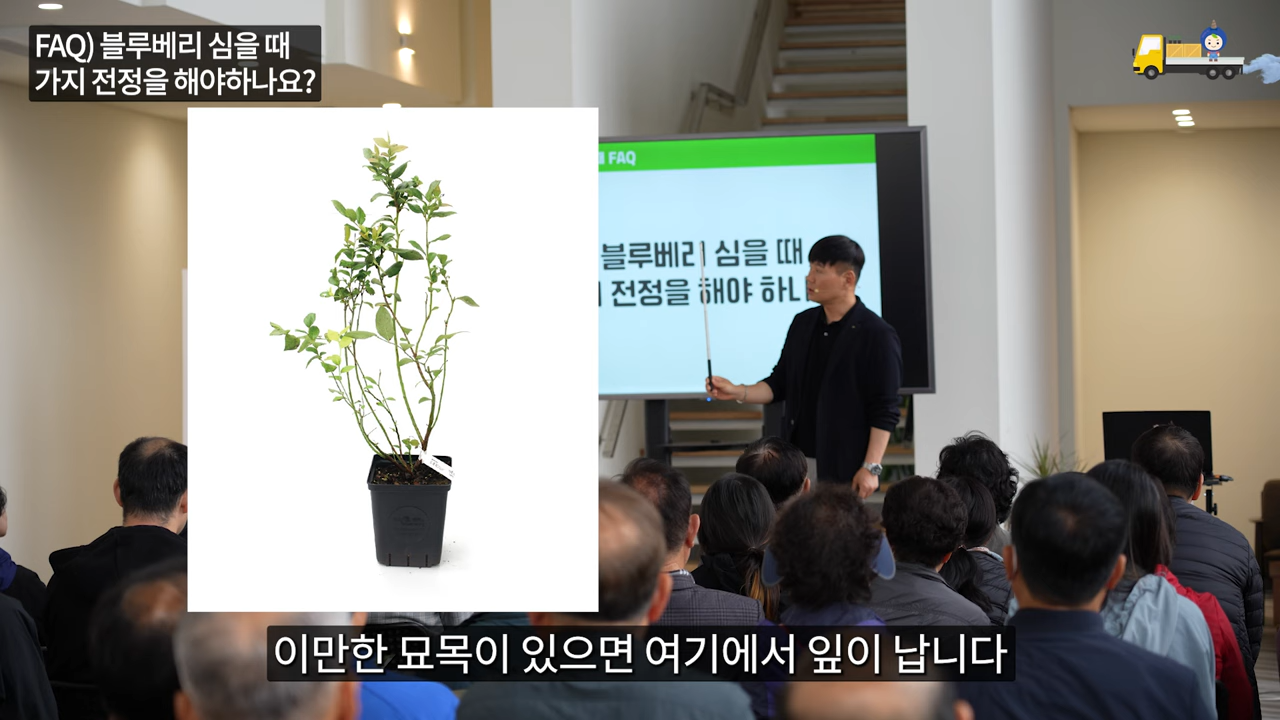 FAQ) 블루베리 심을 때
가지 전정을 해야하나요?
FAQ
블루베리 심을 때
전정을 해야 하나
이만한 묘목이 있으면 여기에서 잎이 납니다